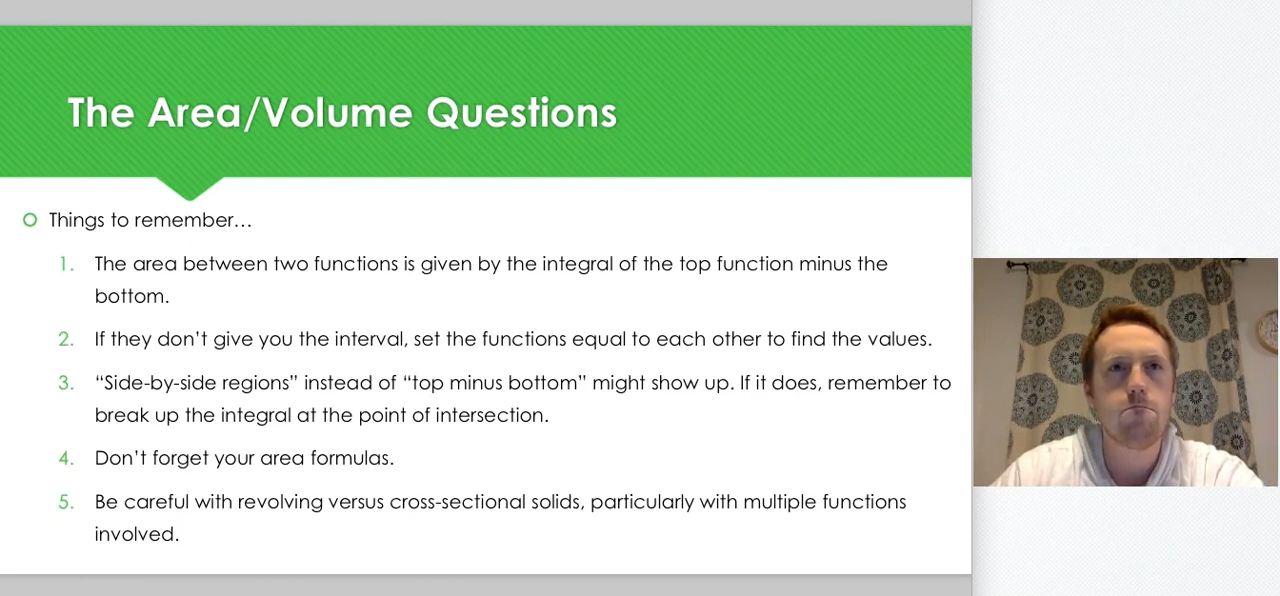 The Area/Volume Questions
Things to remember…
1. The area between two functions is given by the integral of the top function minus the
bottom.
2. If they don’t give you the interval, set the functions equal to each other to find the values.
3. “Side-by-side regions” instead of “top minus bottom” might show up. If it does, remember to
break up the integral at the point of intersection.
4. Don’t forget your area formulas.
5. Be careful with revolving versus cross-sectional solids, particularly with multiple functions
involved.